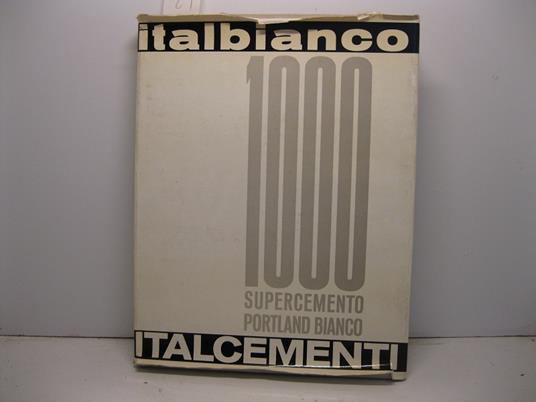 italbianco
1000
SUPERCEMENTO
PORTLAND BIANCO
ITALCEMENTI